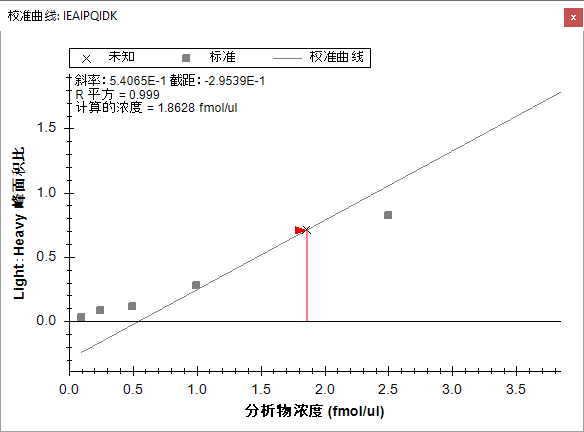 校准曲线: IEAIPQIDK
x
未知 标准 校准曲线
斜率: 5.4065E-1 截距: -2.9539E-1
R 平方 = 0.999
计算的浓度 = 1.8628 fmol/ul
1.5
1.0
0.5
0.0
Light:Heavy 峰面积比
0.0 0.5 1.0 1.5 2.0 2.5 3.0 3.5
分析物浓度 (fmol/ul)